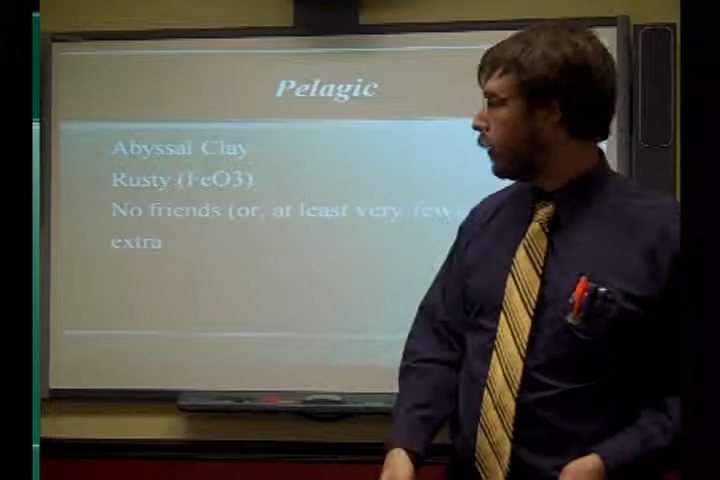 Pelagic
Abyssal Clay
Rusty (FeO3)
No friends (or, at least very few
extra